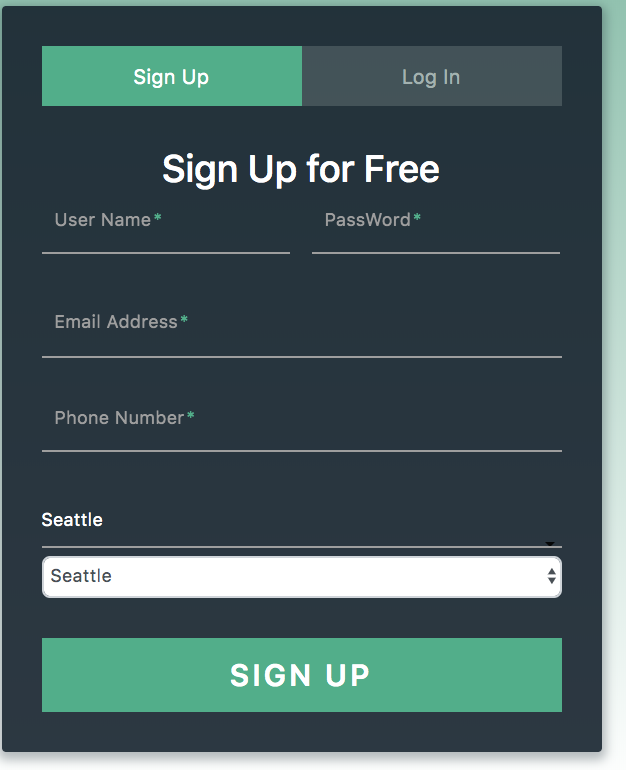 Sign Up Log In
Sign Up for Free
User Name* PassWord*
Email Address*
Phone Number*
Seattle
Seattle
SIGN UP